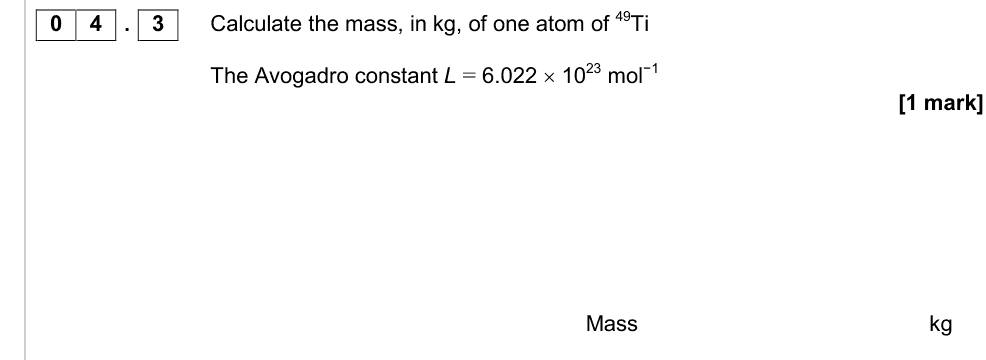 0 4 . 3 Calculate the mass, in kg, of one atom of ⁴⁹Ti
The Avogadro constant L = 6.022 × 10²³ mol⁻¹
[1 mark]
Mass kg